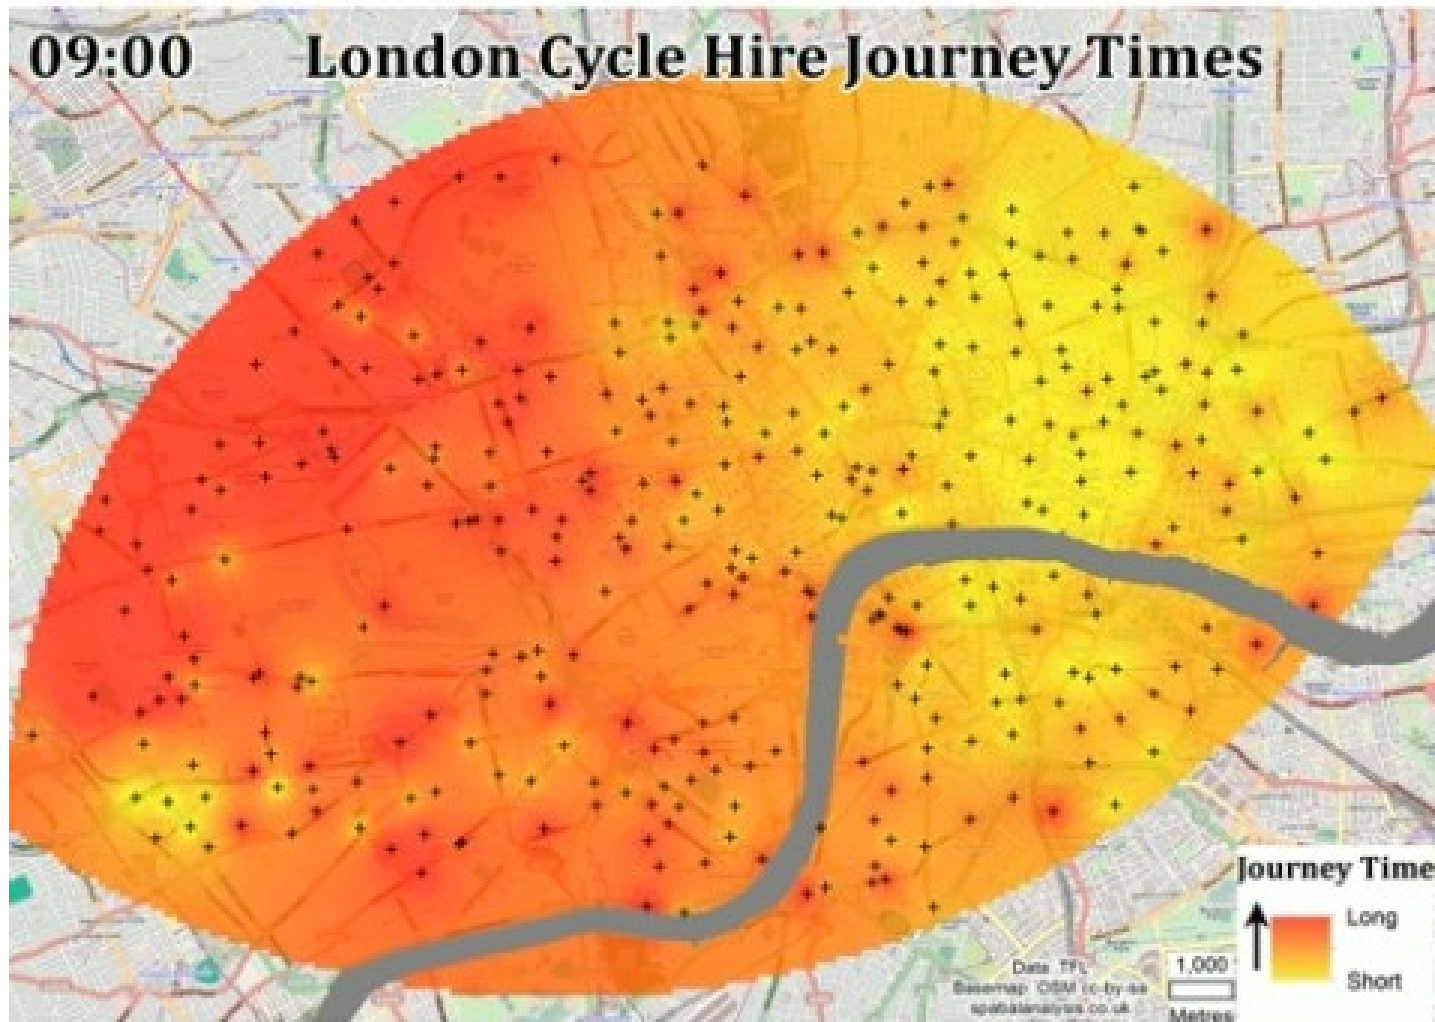 09:00
London Cycle Hire Journey Times
Journey Time
Long
Short
Data TFL
Basemap OSM (c-by-sa
spatialanalysis.co.uk
1,000
Metres